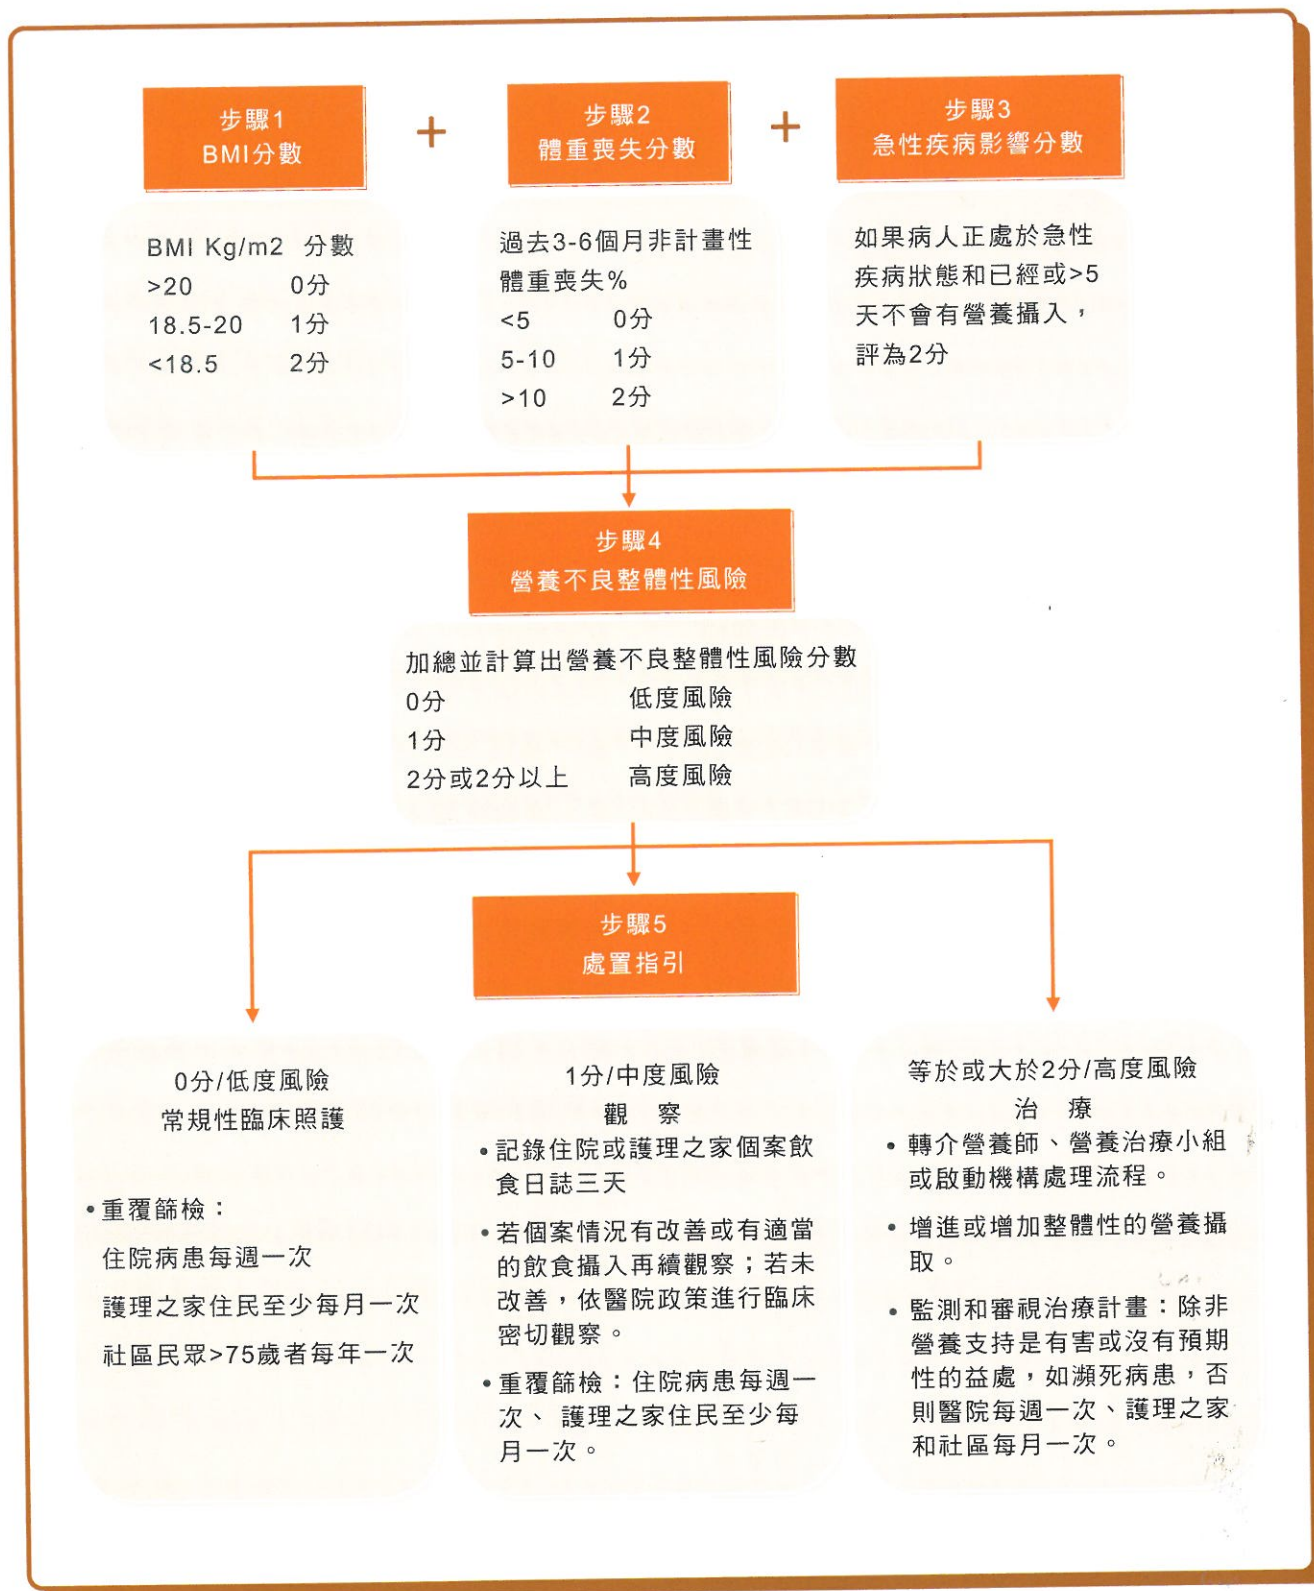 步驟1
BMI分數
+
步驟2
體重喪失分數
+
步驟3
急性疾病影響分數
BMI Kg/m2 分數
>20 0分
18.5-20 1分
<18.5 2分
過去3-6個月非計畫性
體重喪失%
<5 0分
5-10 1分
>10 2分
如果病人正處於急性
疾病狀態和已經或>5
天不會有營養攝入，
評為2分
步驟4
營養不良整體性風險
加總並計算出營養不良整體性風險分數
0分 低度風險
1分 中度風險
2分或2分以上 高度風險
步驟5
處置指引
0分/低度風險
常規性臨床照護
•重覆篩檢：
住院病患每週一次
護理之家住民至少每月一次
社區民眾>75歲者每年一次
1分/中度風險
觀 察
•記錄住院或護理之家個案飲
食日誌三天
•若個案情況有改善或有適當
的飲食攝入再續觀察；若未
改善，依醫院政策進行臨床
密切觀察。
•重覆篩檢：住院病患每週一
次、 護理之家住民至少每
月一次。
等於或大於2分/高度風險
治 療
• 轉介營養師、營養治療小組
或啟動機構處理流程。
• 增進或增加整體性的營養攝
取。
• 監測和審視治療計畫：除非
營養支持是有害或沒有預期
性的益處，如瀕死病患，否
則醫院每週一次、護理之家
和社區每月一次。